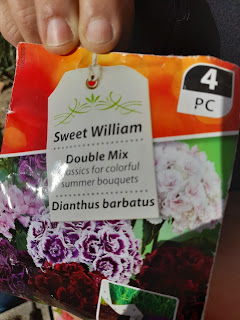 4
PC
Sweet William
Double Mix
classics for colorful
summer bouquets
Dianthus barbatus